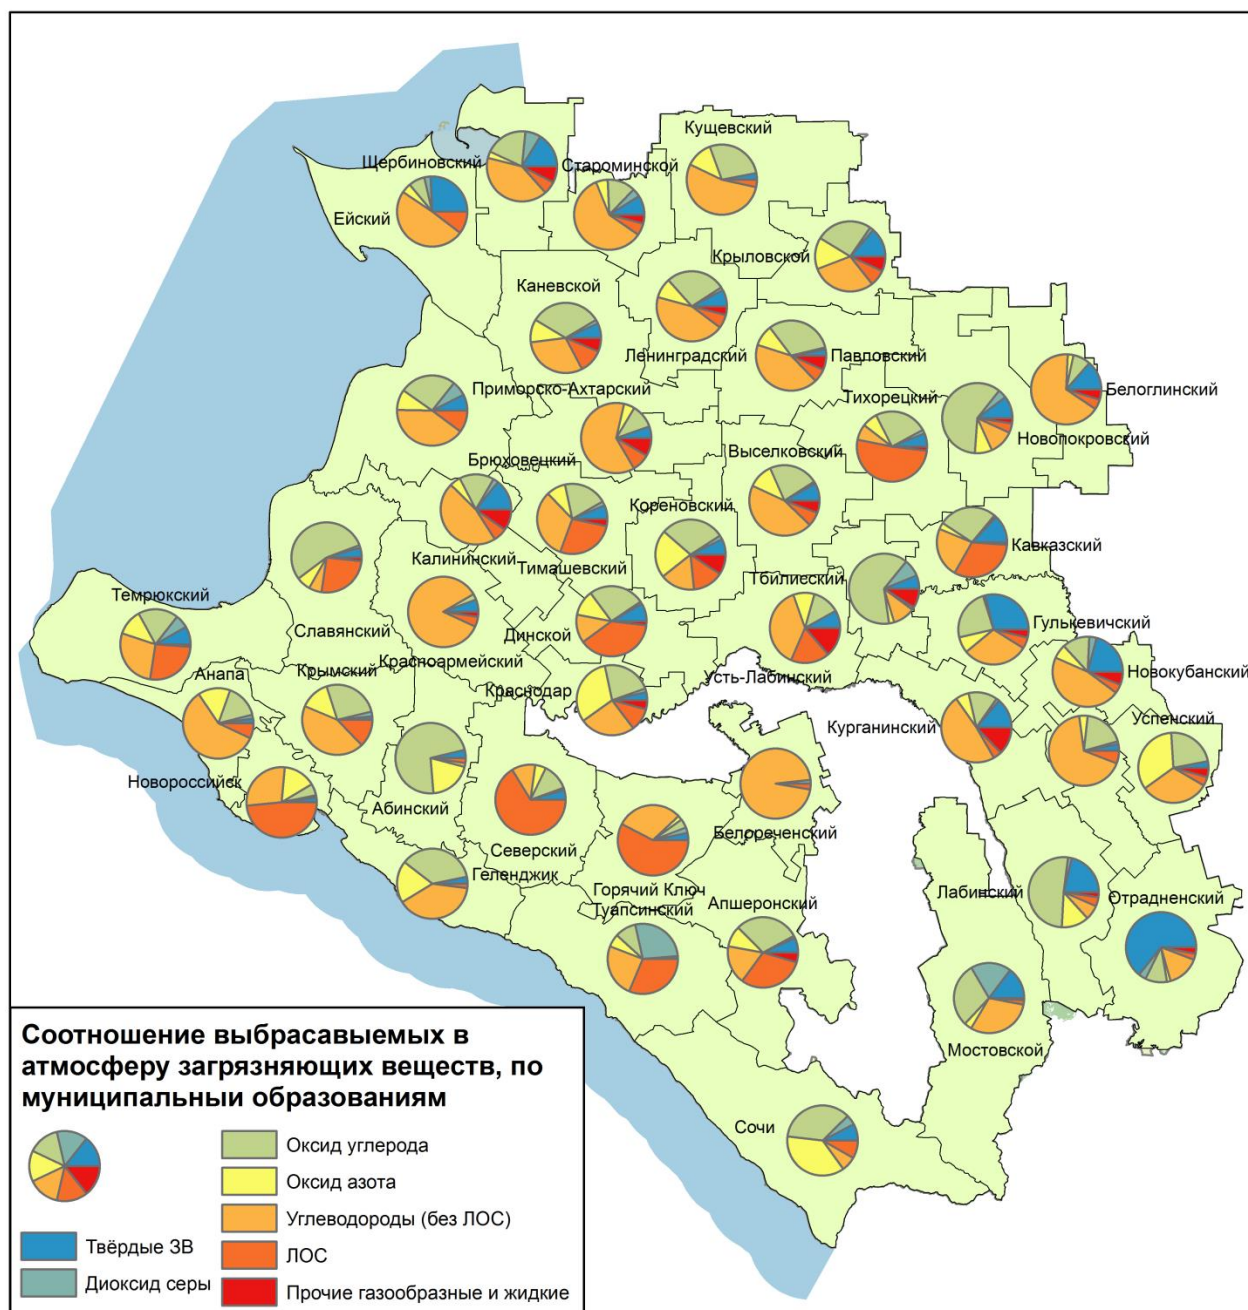 Кущевский
Щербиновский
Староминской
Ейский
Крыловской
Каневской
Ленинградский
Павловский
Приморско-Ахтарский
Белоглинский
Тихорецкий
Новопокровский
Брюховецкий
Выселковский
Кореновский
Кавказский
Калининский
Тимашевский
Тбилиеский
Темрюкский
Славянский
Динской
Гулькевичский
Красноармейский
Анапа
Крымский
Краснодар
Усть-Лабинский
Новокубанский
Курганинский
Успенский
Новороссийск
Абинский
Белореченский
Северский
Геленджик
Горячий Ключ
Лабинский
Отрадненский
Туапсинский
Апшеронский
Мостовской
Сочи
Соотношение выбрасавыемых в
атмосферу загрязняющих веществ, по
муниципальныи образованиям
Оксид углерода
Оксид азота
Углеводороды (без ЛОС)
Твёрдые ЗВ
ЛОС
Диоксид серы
Прочие газообразные и жидкие